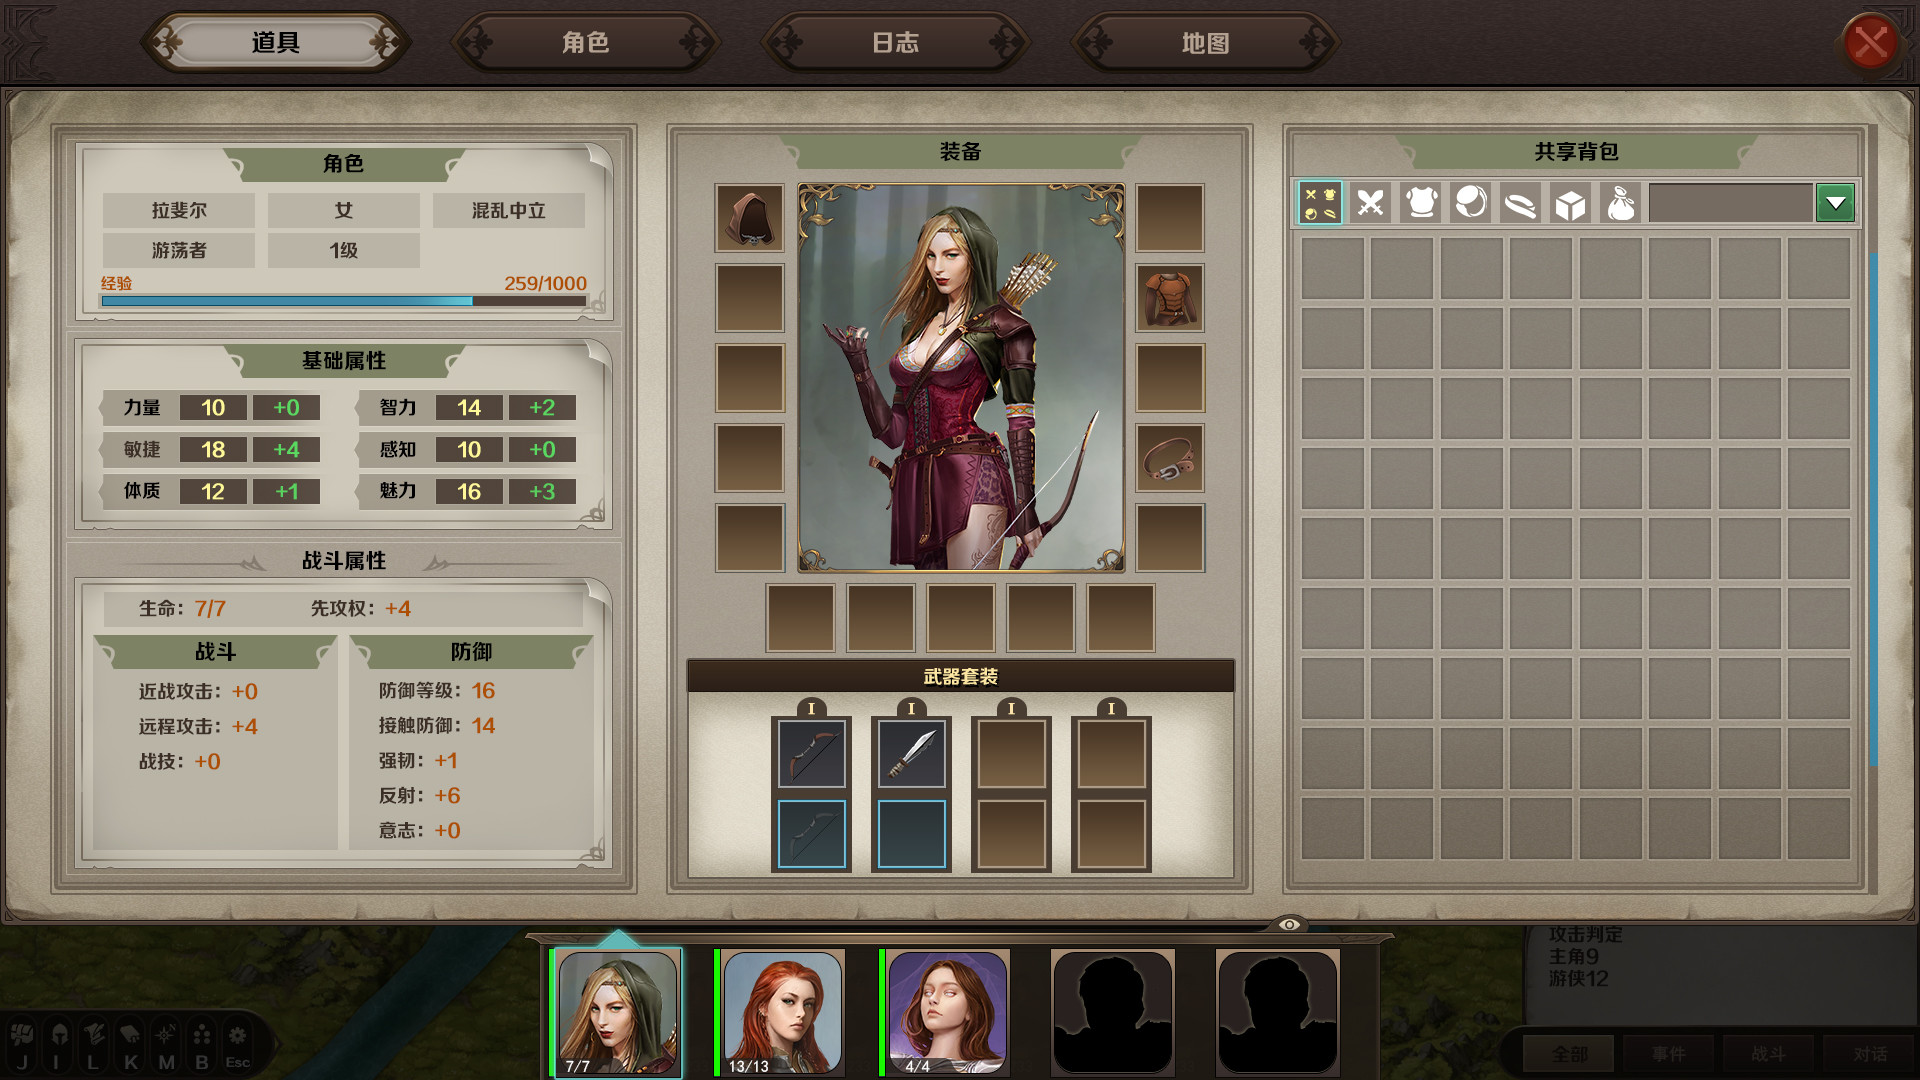 道具
角色
日志
地图
角色
拉斐尔
女
混乱中立
游荡者
1级
经验
259/1000
基础属性
力量 10 +0
智力 14 +2
敏捷 18 +4
感知 10 +0
体质 12 +1
魅力 16 +3
战斗属性
生命：7/7
先攻权：+4
战斗
近战攻击：+0
远程攻击：+4
战技：+0
防御
防御等级：16
接触防御：14
强韧：+1
反射：+6
意志：+0
装备
武器套装
I
I
I
I
共享背包
J
I
L
K
M
B
Esc
N
7/7
13/13
4/4
攻击判定
主角9
游侠12
全部
事件
战斗
对话